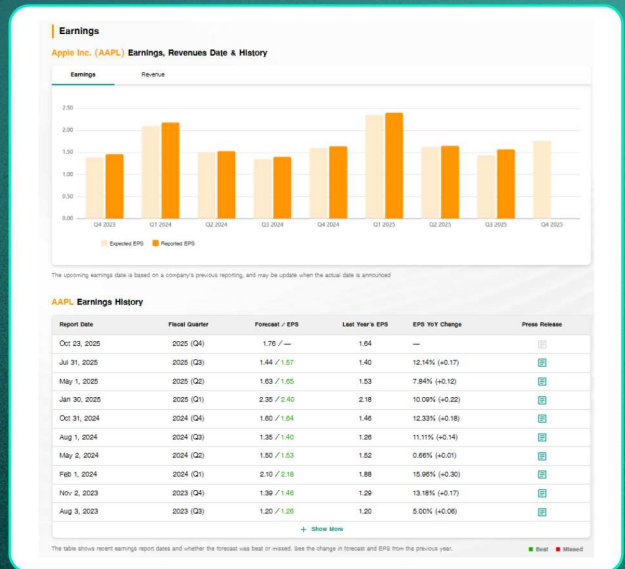 Earnings
Apple Inc. (AAPL) Earnings, Revenues Date & History
Earnings Revenue
2.50
2.00
1.50
1.00
0.50
0.00
Q4 2023 Q1 2024 Q2 2024 Q3 2024 Q4 2024 Q1 2025 Q2 2025 Q3 2025 Q4 2025
Expected EPS Reported EPS
The upcoming earnings date is based on a company's previous reporting, and may be update when the actual date is announced
AAPL Earnings History
Report Date Fiscal Quarter Forecast / EPS Last Year's EPS EPS YoY Change Press Release
Oct 23, 2025 2025 (Q4) 1.76 / — 1.64 —
Jul 31, 2025 2025 (Q3) 1.44 / 1.57 1.40 12.14% (+0.17)
May 1, 2025 2025 (Q2) 1.63 / 1.65 1.53 7.84% (+0.12)
Jan 30, 2025 2025 (Q1) 2.35 / 2.40 2.18 10.09% (+0.22)
Oct 31, 2024 2024 (Q4) 1.60 / 1.64 1.46 12.33% (+0.18)
Aug 1, 2024 2024 (Q3) 1.35 / 1.40 1.26 11.11% (+0.14)
May 2, 2024 2024 (Q2) 1.50 / 1.53 1.52 0.66% (+0.01)
Feb 1, 2024 2024 (Q1) 2.10 / 2.18 1.88 15.96% (+0.30)
Nov 2, 2023 2023 (Q4) 1.39 / 1.46 1.29 13.18% (+0.17)
Aug 3, 2023 2023 (Q3) 1.20 / 1.26 1.20 5.00% (+0.06)
+ Show More
The table shows recent earnings report dates and whether the forecast was beat or missed. See the change in forecast and EPS from the previous year. Beat Missed